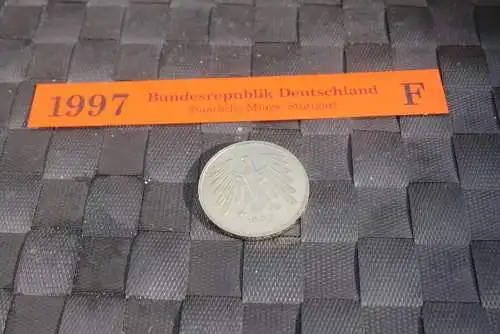 1997 Bundesrepublik Deutschland F
Staatliche Münze Stuttgart